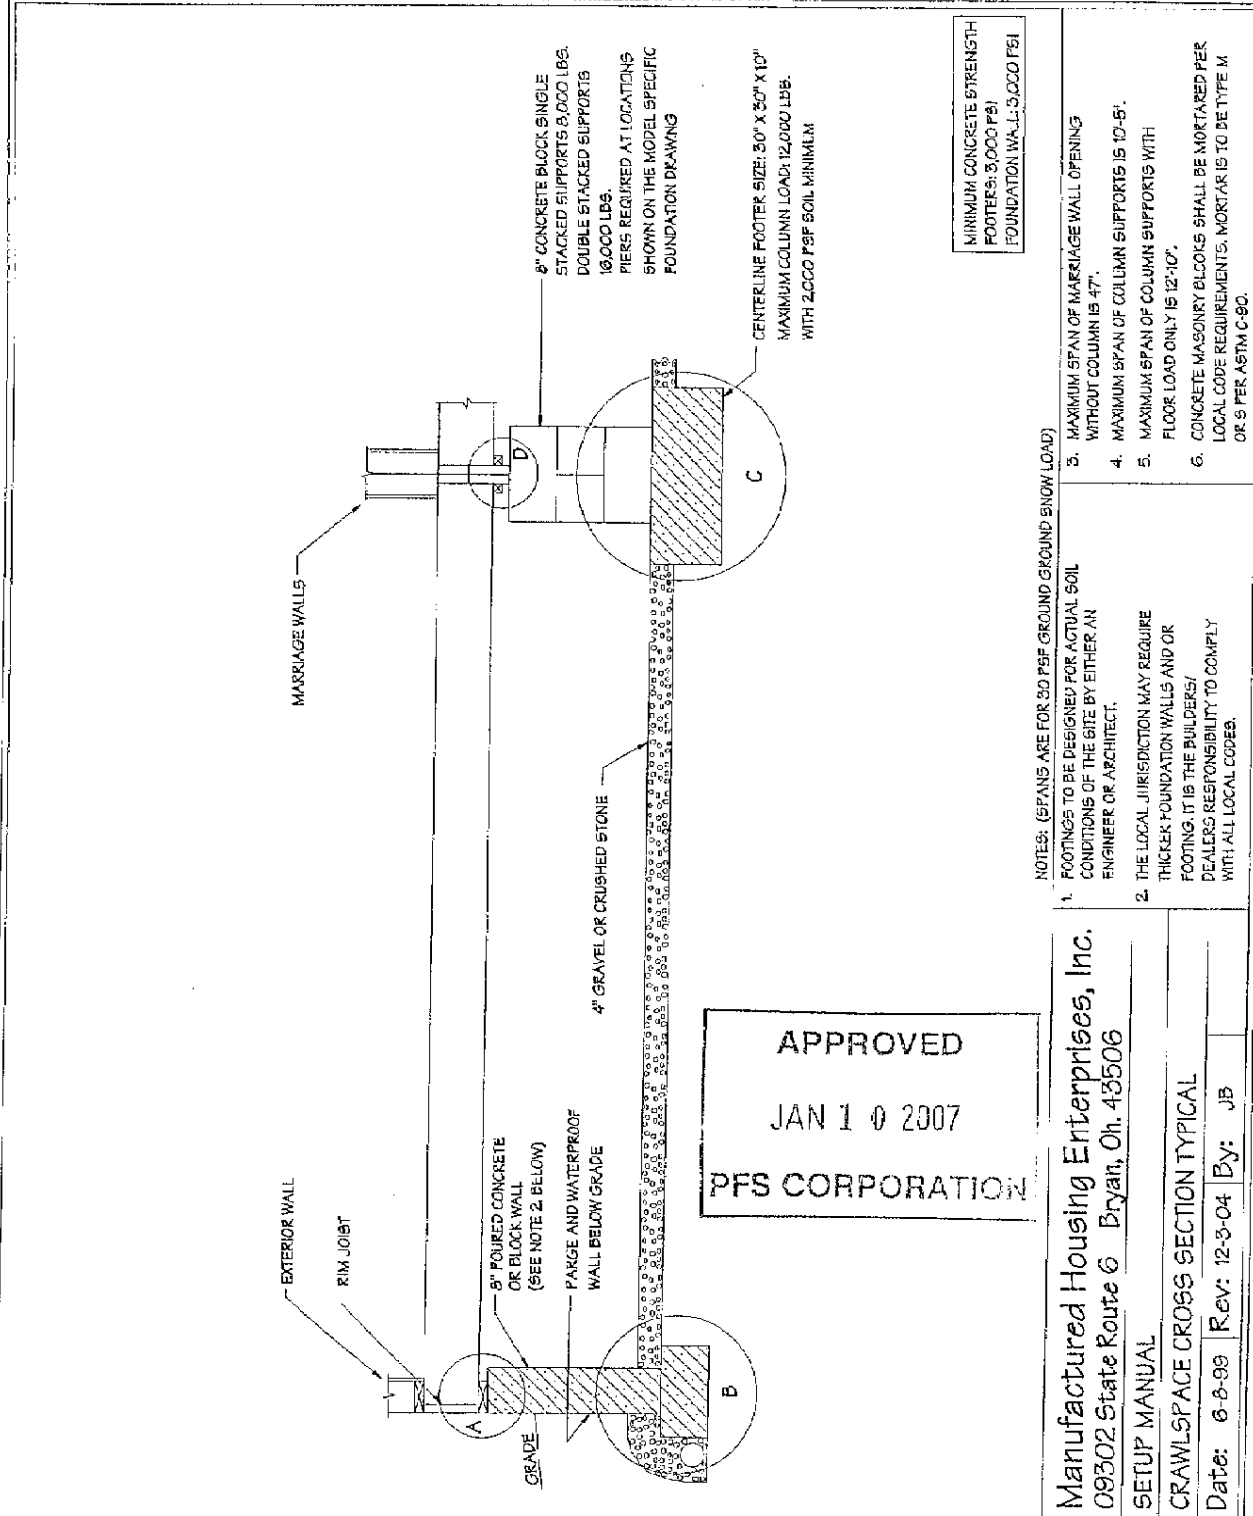 EXTERIOR WALL
RIM JOIST
MARRIAGE WALLS
8" CONCRETE BLOCK SINGLE
STACKED SUPPORTS 8,000 LBS.
DOUBLE STACKED SUPPORTS
16,000 LBS.
PIERS REQUIRED AT LOCATIONS
SHOWN ON THE MODEL SPECIFIC
FOUNDATION DRAWING
A
D
GRADE
8" POURED CONCRETE
OR BLOCK WALL
(SEE NOTE 2 BELOW)
PARGE AND WATERPROOF
WALL BELOW GRADE
4" GRAVEL OR CRUSHED STONE
B
C
CENTERLINE FOOTER SIZE: 30" X 30" X 10"
MAXIMUM COLUMN LOAD: 12,000 LBS.
WITH 2,000 PSF SOIL MINIMUM
APPROVED
JAN 1 0 2007
PFS CORPORATION
MINIMUM CONCRETE STRENGTH
FOOTERS: 3,000 PSI
FOUNDATION WALL: 3,000 PSI
NOTES: (SPANS ARE FOR 30 PSF GROUND GROUND SNOW LOAD)
1. FOOTINGS TO BE DESIGNED FOR ACTUAL SOIL
CONDITIONS OF THE SITE BY EITHER AN
ENGINEER OR ARCHITECT.
2. THE LOCAL JURISDICTION MAY REQUIRE
THICKER FOUNDATION WALLS AND OR
FOOTING. IT IS THE BUILDERS/
DEALERS RESPONSIBILITY TO COMPLY
WITH ALL LOCAL CODES.
3. MAXIMUM SPAN OF MARRIAGE WALL OPENING
WITHOUT COLUMN IS 47".
4. MAXIMUM SPAN OF COLUMN SUPPORTS IS 10'-5".
5. MAXIMUM SPAN OF COLUMN SUPPORTS WITH
FLOOR LOAD ONLY IS 12'-10".
6. CONCRETE MASONRY BLCOKS SHALL BE MORTARED PER
LOCAL CODE REQUIREMENTS. MORTAR IS TO BE TYPE M
OR S PER ASTM C-90.
Manufactured Housing Enterprises, Inc.
09302 State Route 6 Bryan, Oh. 43506
SETUP MANUAL
CRAWLSPACE CROSS SECTION TYPICAL
Date: 6-8-99 Rev: 12-3-04 By: JB